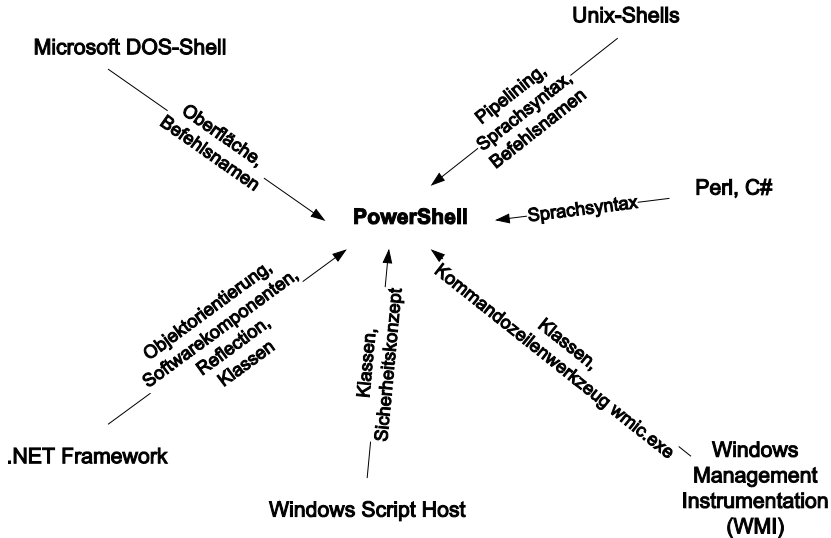 Unix-Shells
Microsoft DOS-Shell
Oberfläche,
Befehlsnamen
Pipelining,
Sprachsyntax,
Befehlsnamen
Perl, C#
Sprachsyntax
PowerShell
Objektorientierung,
Softwarekomponenten,
Reflection,
Klassen
Klassen,
Sicherheitskonzept
Klassen,
Kommandozeilenwerkzeug wmic.exe
.NET Framework
Windows Script Host
Windows
Management
Instrumentation
(WMI)